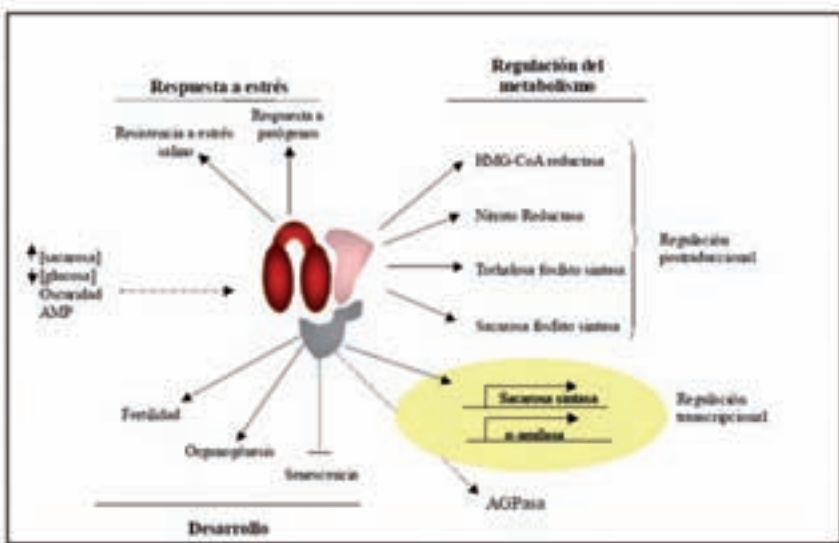 Respuesta a estrés
Resistencia a estrés
salino
Respuesta a
patógenos
Regulación del
metabolismo
HMG-CoA reductasa
Nitrato Reductasa
Trehalosa fosfato sintasa
Sacarosa fosfato sintasa
Regulación
postraduccional
[sacarosa]
[glucosa]
Oscuridad
AMP
Sacarosa sintasa
α-amilasa
Regulación
transcripcional
Fertilidad
Organogénesis
Senescencia
AGPasa
Desarrollo